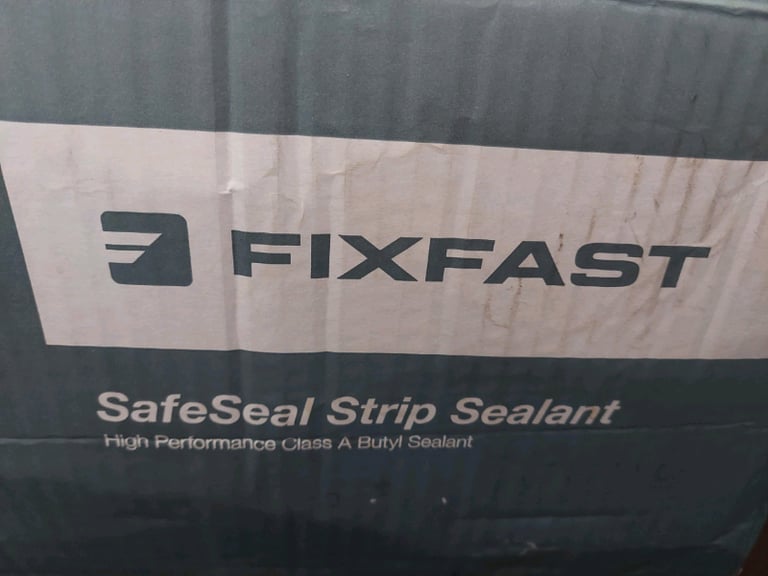 FIXFAST
SafeSeal Strip Sealant
High Performance Class A Butyl Sealant